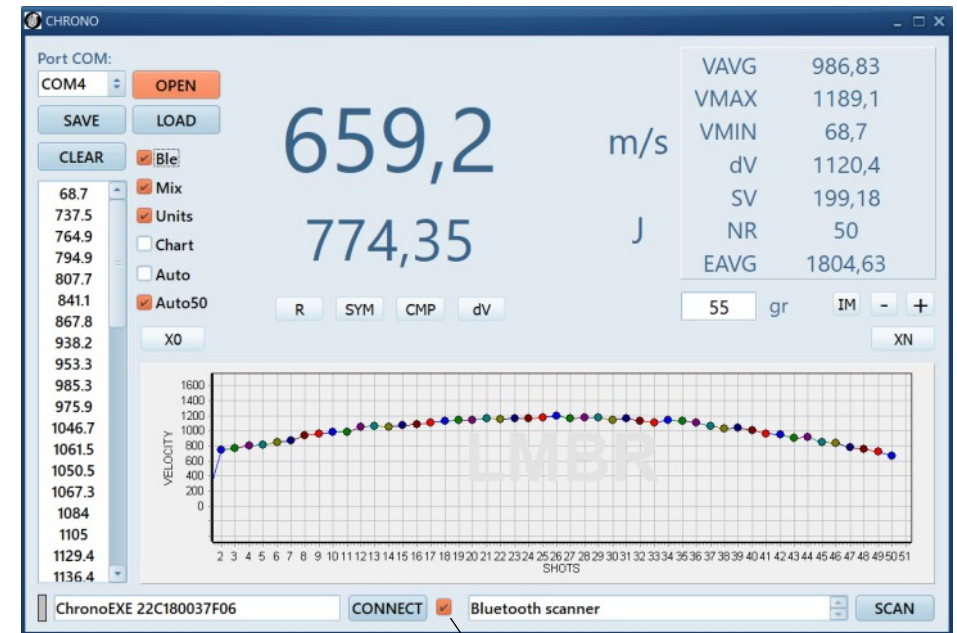 CHRONO
Port COM:
COM4
OPEN
SAVE
LOAD
CLEAR
Ble
Mix
Units
Chart
Auto
Auto50
68.7
737.5
764.9
794.9
807.7
841.1
867.8
938.2
953.3
985.3
975.9
1046.7
1061.5
1050.5
1067.3
1084
1105
1129.4
1136.4
659,2 m/s
774,35 J
R SYM CMP dV
X0
VAVG 986,83
VMAX 1189,1
VMIN 68,7
dV 1120,4
SV 199,18
NR 50
EAVG 1804,63
55 gr IM - +
XN
VELOCITY
1600
1400
1200
1000
800
600
400
200
0
LMBR
2 3 4 5 6 7 8 9 10 11 12 13 14 15 16 17 18 19 20 21 22 23 24 25 26 27 28 29 30 31 32 33 34 35 36 37 38 39 40 41 42 43 44 45 46 47 48 49 50 51
SHOTS
ChronoEXE 22C180037F06
CONNECT
Bluetooth scanner
SCAN